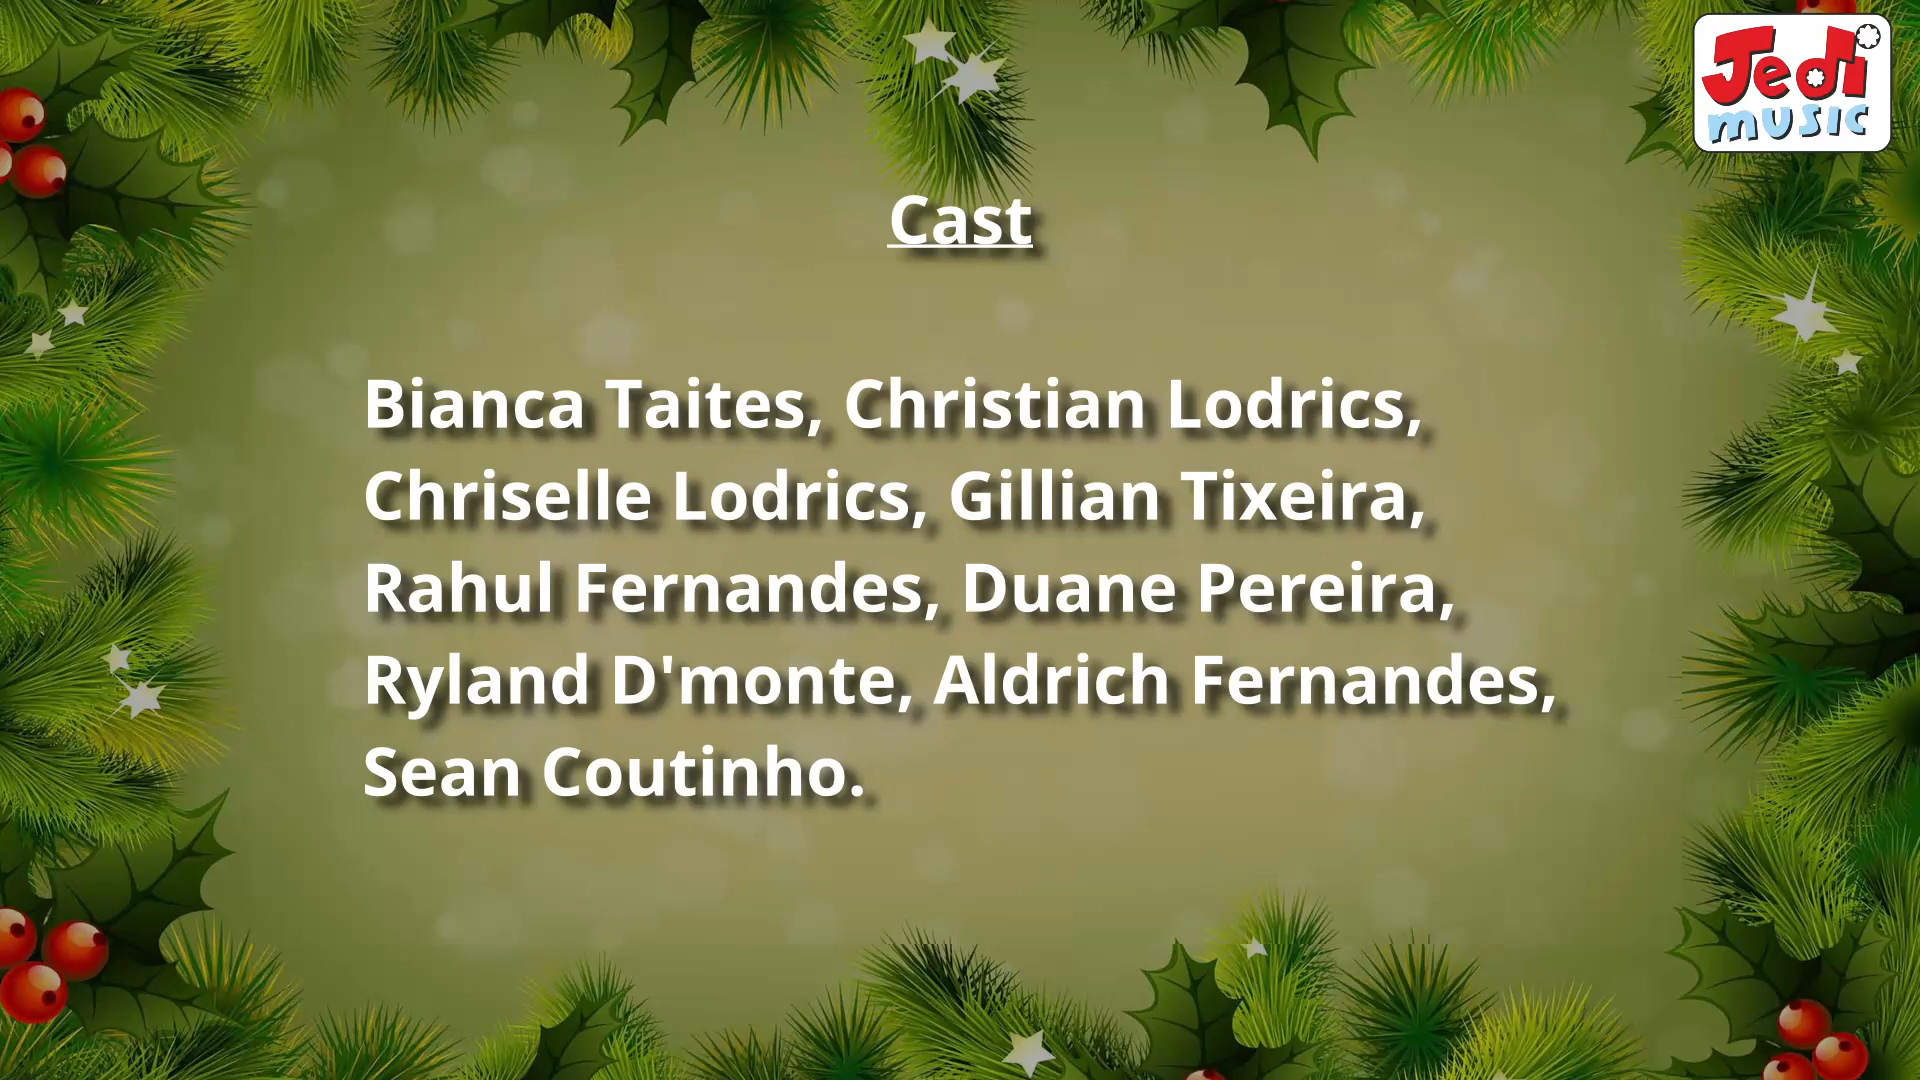 Jedi
music
Cast
Bianca Taites, Christian Lodrics,
Chriselle Lodrics, Gillian Tixeira,
Rahul Fernandes, Duane Pereira,
Ryland D'monte, Aldrich Fernandes,
Sean Coutinho.